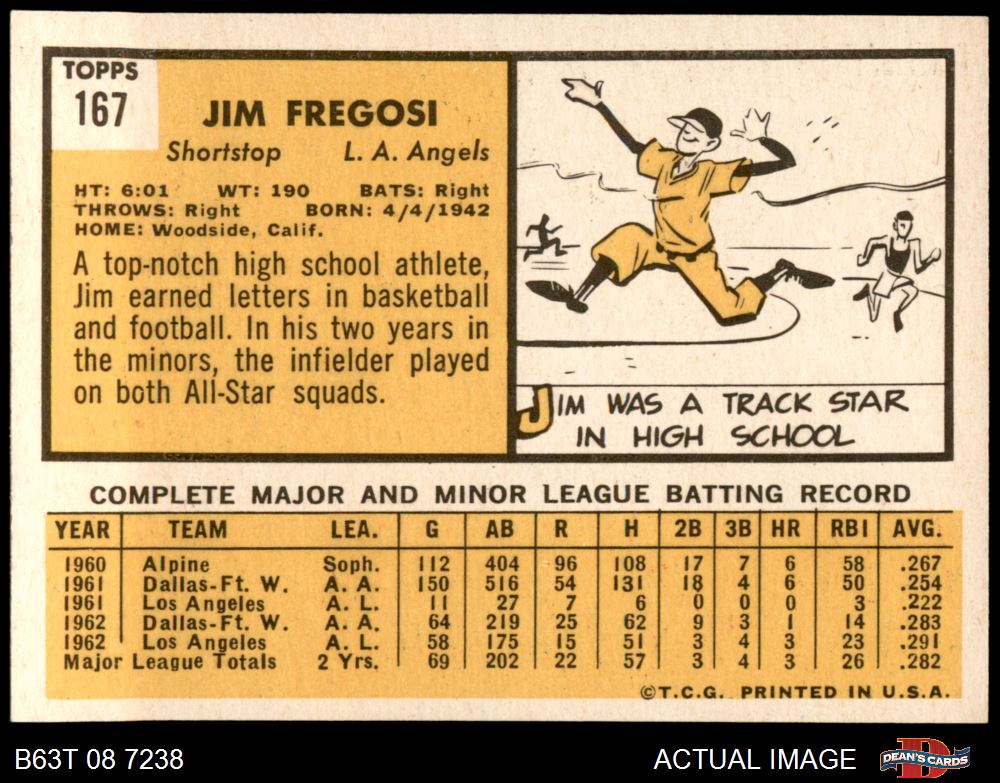 TOPPS
167
JIM FREGOSI
Shortstop L. A. Angels
HT: 6:01 WT: 190 BATS: Right
THROWS: Right BORN: 4/4/1942
HOME: Woodside, Calif.
A top-notch high school athlete,
Jim earned letters in basketball
and football. In his two years in
the minors, the infielder played
on both All-Star squads.
JIM WAS A TRACK STAR
IN HIGH SCHOOL
COMPLETE MAJOR AND MINOR LEAGUE BATTING RECORD
YEAR TEAM LEA. G AB R H 2B 3B HR RBI AVG.
1960 Alpine Soph. 112 404 96 108 17 7 6 58 .267
1961 Dallas-Ft. W. A. A. 150 516 54 131 18 4 6 50 .254
1961 Los Angeles A. L. 11 27 7 6 0 0 0 3 .222
1962 Dallas-Ft. W. A. A. 64 219 25 62 9 3 1 14 .283
1962 Los Angeles A. L. 58 175 15 51 3 4 3 23 .291
Major League Totals 2 Yrs. 69 202 22 57 3 4 3 26 .282
©T.C.G. PRINTED IN U.S.A.
B63T 08 7238 ACTUAL IMAGE DEAN'S CARDS